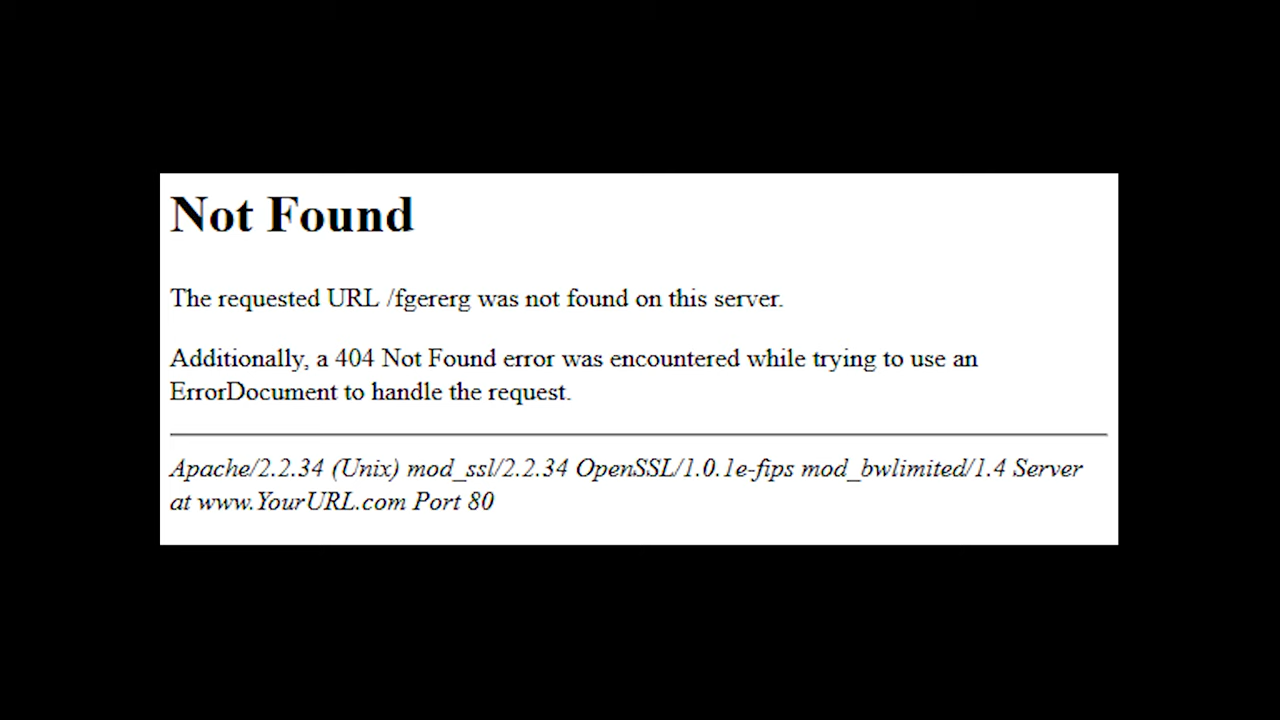 Not Found
The requested URL /fgererg was not found on this server.
Additionally, a 404 Not Found error was encountered while trying to use an
ErrorDocument to handle the request.
Apache/2.2.34 (Unix) mod_ssl/2.2.34 OpenSSL/1.0.1e-fips mod_bwlimited/1.4 Server
at www.YourURL.com Port 80